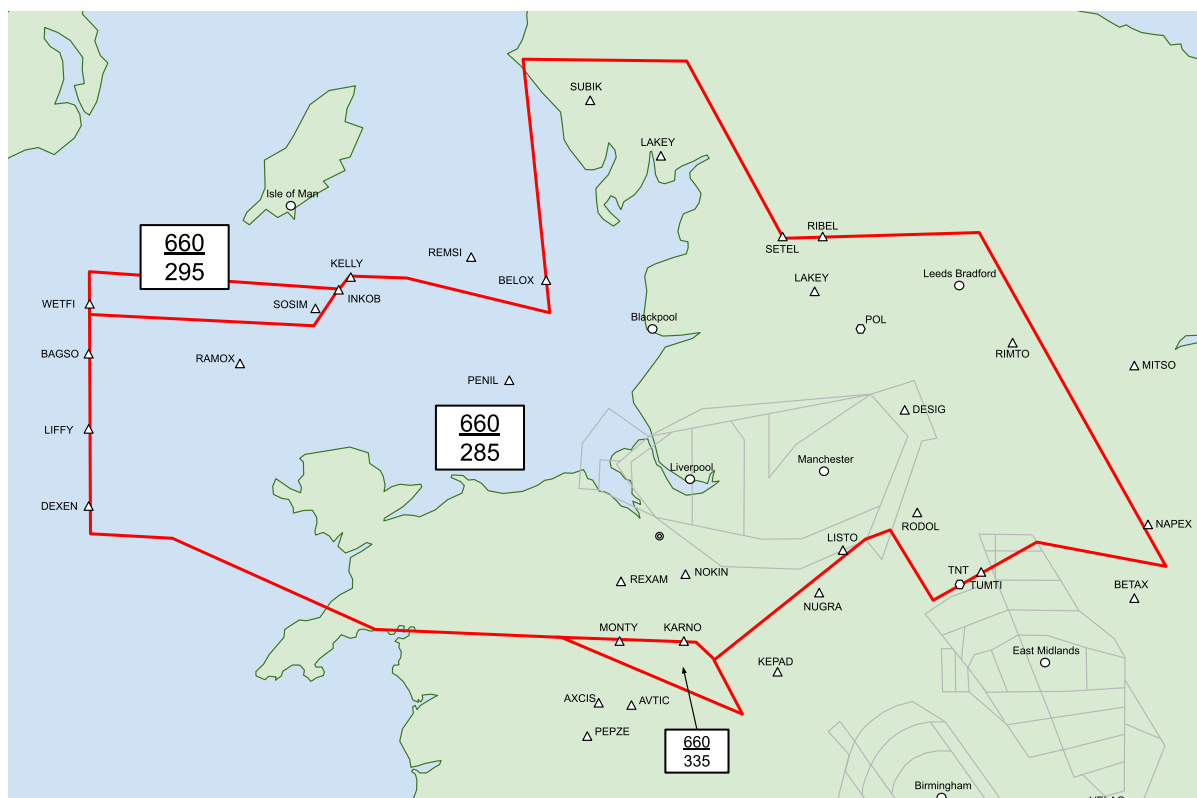 SUBIK
LAKEY
Isle of Man
660
295
RIBEL
SETEL
REMSI
KELLY
BELOX
INKOB
Leeds Bradford
LAKEY
WETFI
SOSIM
Blackpool
POL
BAGSO
RAMOX
RIMTO
MITSO
PENIL
660
285
DESIG
LIFFY
Liverpool
Manchester
DEXEN
RODOL
NAPEX
LISTO
NOKIN
REXAM
TNT
TUMTI
BETAX
NUGRA
MONTY
KARNO
KEPAD
East Midlands
AXCIS
AVTIC
PEPZE
660
335
Birmingham